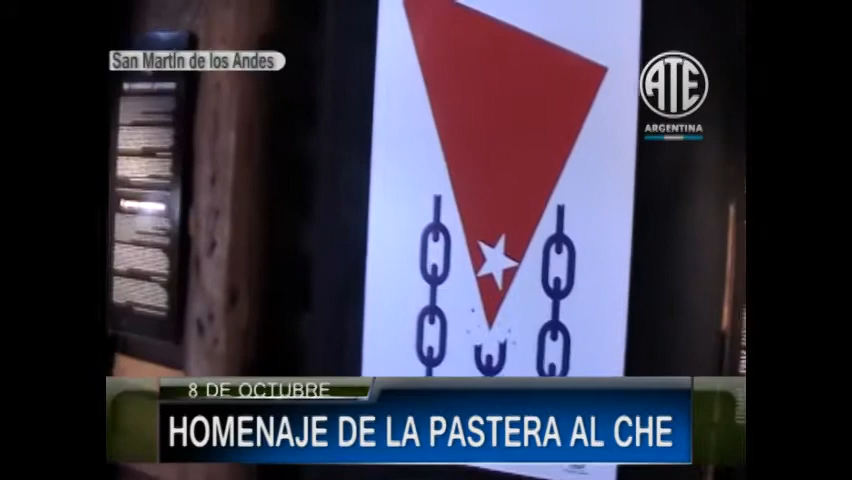 San Martín de los Andes
ATE
ARGENTINA
8 DE OCTUBRE
HOMENAJE DE LA PASTERA AL CHE